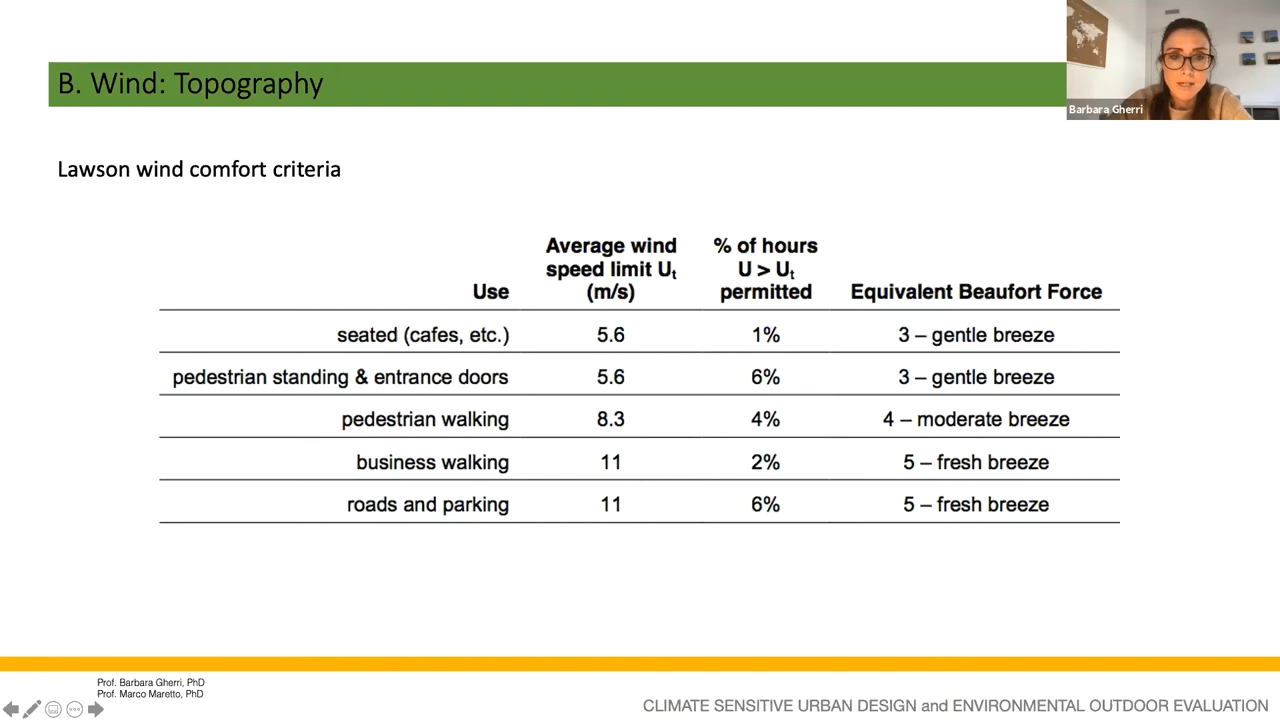 B. Wind: Topography
Barbara Gherri
Lawson wind comfort criteria
Average wind
speed limit Ut
(m/s)
% of hours
U > Ut
permitted
Use
Equivalent Beaufort Force
seated (cafes, etc.) 5.6 1% 3 – gentle breeze
pedestrian standing & entrance doors 5.6 6% 3 – gentle breeze
pedestrian walking 8.3 4% 4 – moderate breeze
business walking 11 2% 5 – fresh breeze
roads and parking 11 6% 5 – fresh breeze
Prof. Barbara Gherri, PhD
Prof. Marco Maretto, PhD
CLIMATE SENSITIVE URBAN DESIGN and ENVIRONMENTAL OUTDOOR EVALUATION